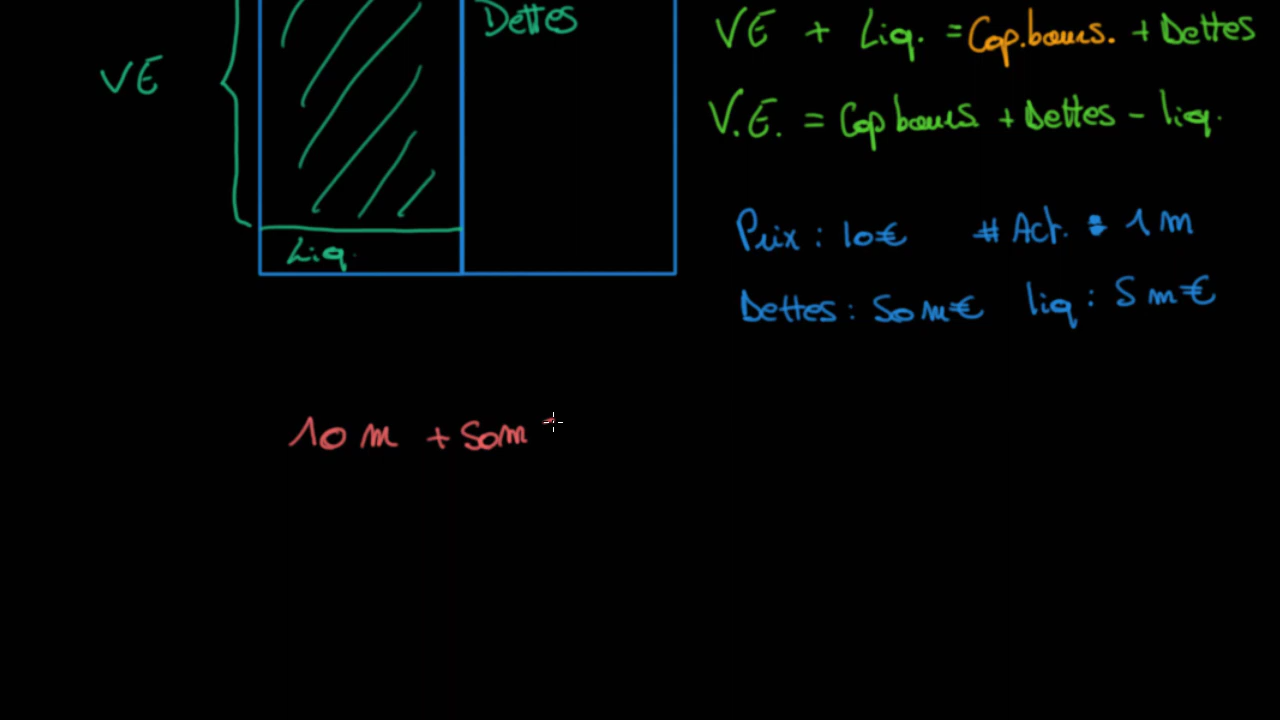 Dettes
VE + Liq. = Cap.bours. + Dettes
VE
V.E. = Cap bours + Dettes - liq.
Prix : 10€ # Act. : 1 m
Liq.
Dettes : 50 m€ liq : 5 m€
10 m + 50m -